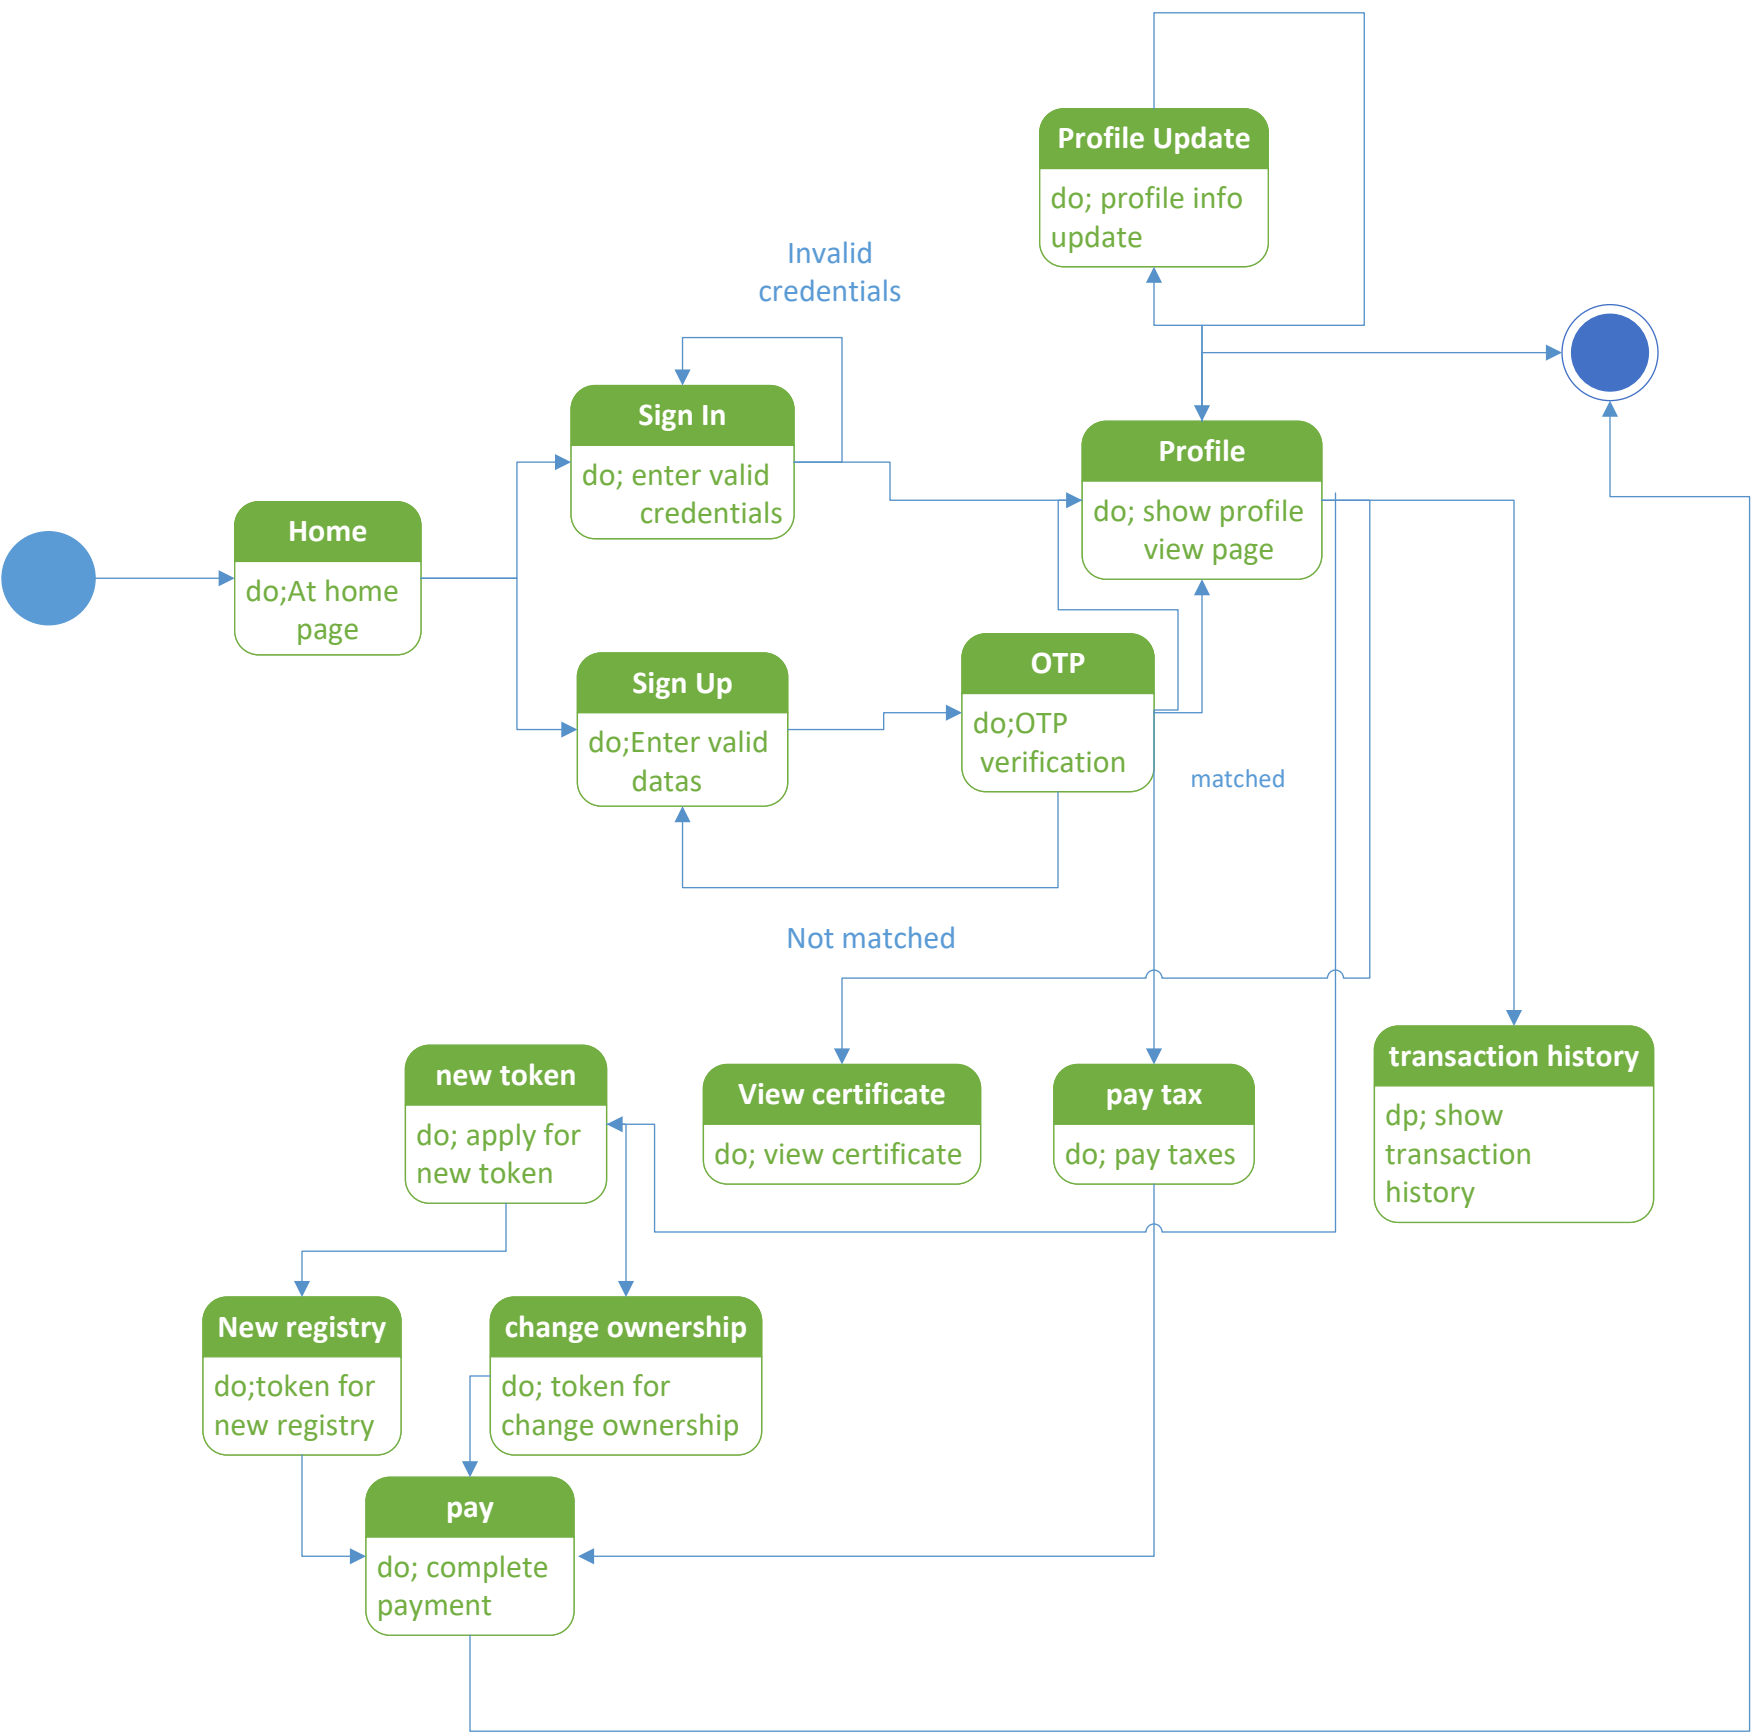 Profile Update
do; profile info
update
Invalid
credentials
Sign In
do; enter valid
credentials
Profile
do; show profile
view page
Home
do;At home
page
Sign Up
do;Enter valid
datas
OTP
do;OTP
verification
matched
Not matched
new token
do; apply for
new token
View certificate
do; view certificate
pay tax
do; pay taxes
transaction history
dp; show
transaction
history
New registry
do;token for
new registry
change ownership
do; token for
change ownership
pay
do; complete
payment